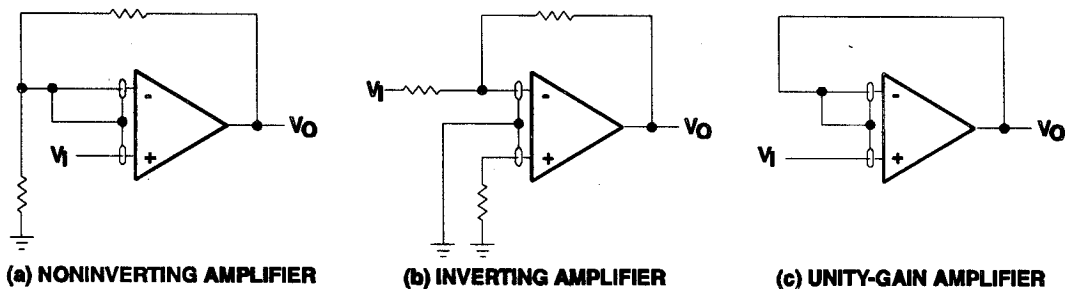 VI
-
+
VO
(a) NONINVERTING AMPLIFIER
VI
-
+
VO
(b) INVERTING AMPLIFIER
VI
-
+
VO
(c) UNITY-GAIN AMPLIFIER